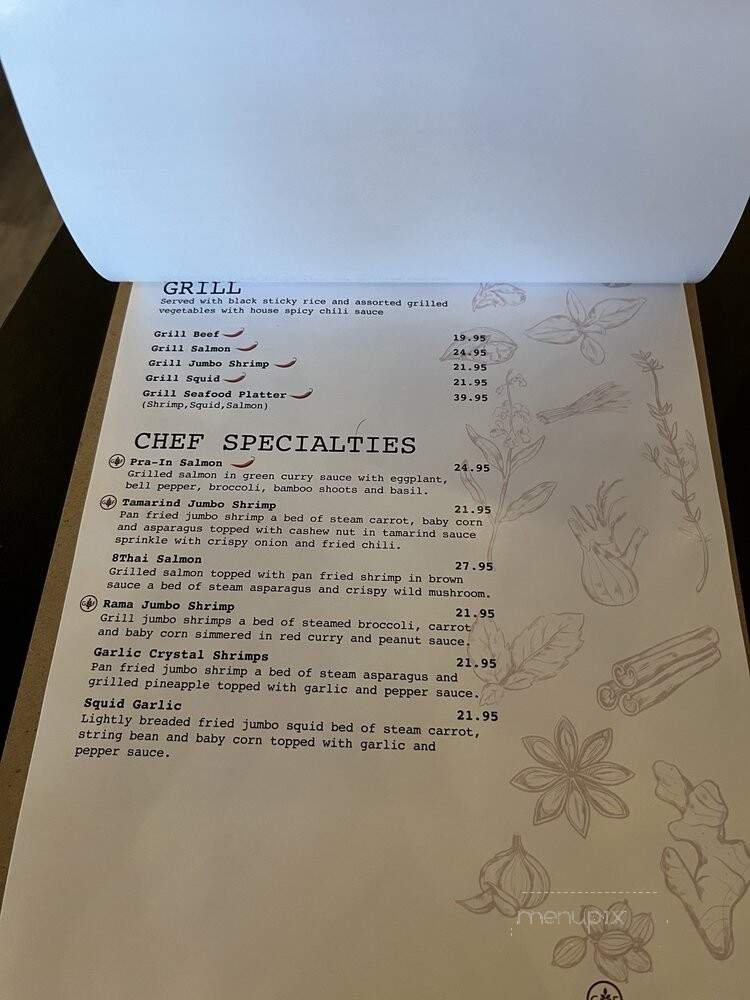 GRILL
Served with black sticky rice and assorted grilled
vegetables with house spicy chili sauce
Grill Beef 19.95
Grill Salmon 24.95
Grill Jumbo Shrimp 21.95
Grill Squid 21.95
Grill Seafood Platter 39.95
(Shrimp,Squid,Salmon)
CHEF SPECIALTIES
Pra-In Salmon 24.95
Grilled salmon in green curry sauce with eggplant,
bell pepper, broccoli, bamboo shoots and basil.
Tamarind Jumbo Shrimp 21.95
Pan fried jumbo shrimp a bed of steam carrot, baby corn
and asparagus topped with cashew nut in tamarind sauce
sprinkle with crispy onion and fried chili.
8Thai Salmon 27.95
Grilled salmon topped with pan fried shrimp in brown
sauce a bed of steam asparagus and crispy wild mushroom.
Rama Jumbo Shrimp 21.95
Grill jumbo shrimps a bed of steamed broccoli, carrot
and baby corn simmered in red curry and peanut sauce.
Garlic Crystal Shrimps 21.95
Pan fried jumbo shrimp a bed of steam asparagus and
grilled pineapple topped with garlic and pepper sauce.
Squid Garlic 21.95
Lightly breaded fried jumbo squid bed of steam carrot,
string bean and baby corn topped with garlic and
pepper sauce.
menupix